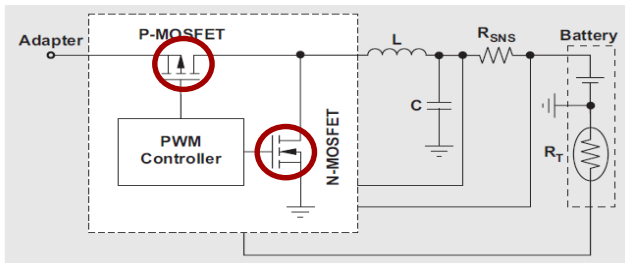 Adapter
P-MOSFET
L
RSNS
Battery
C
PWM
Controller
N-MOSFET
RT